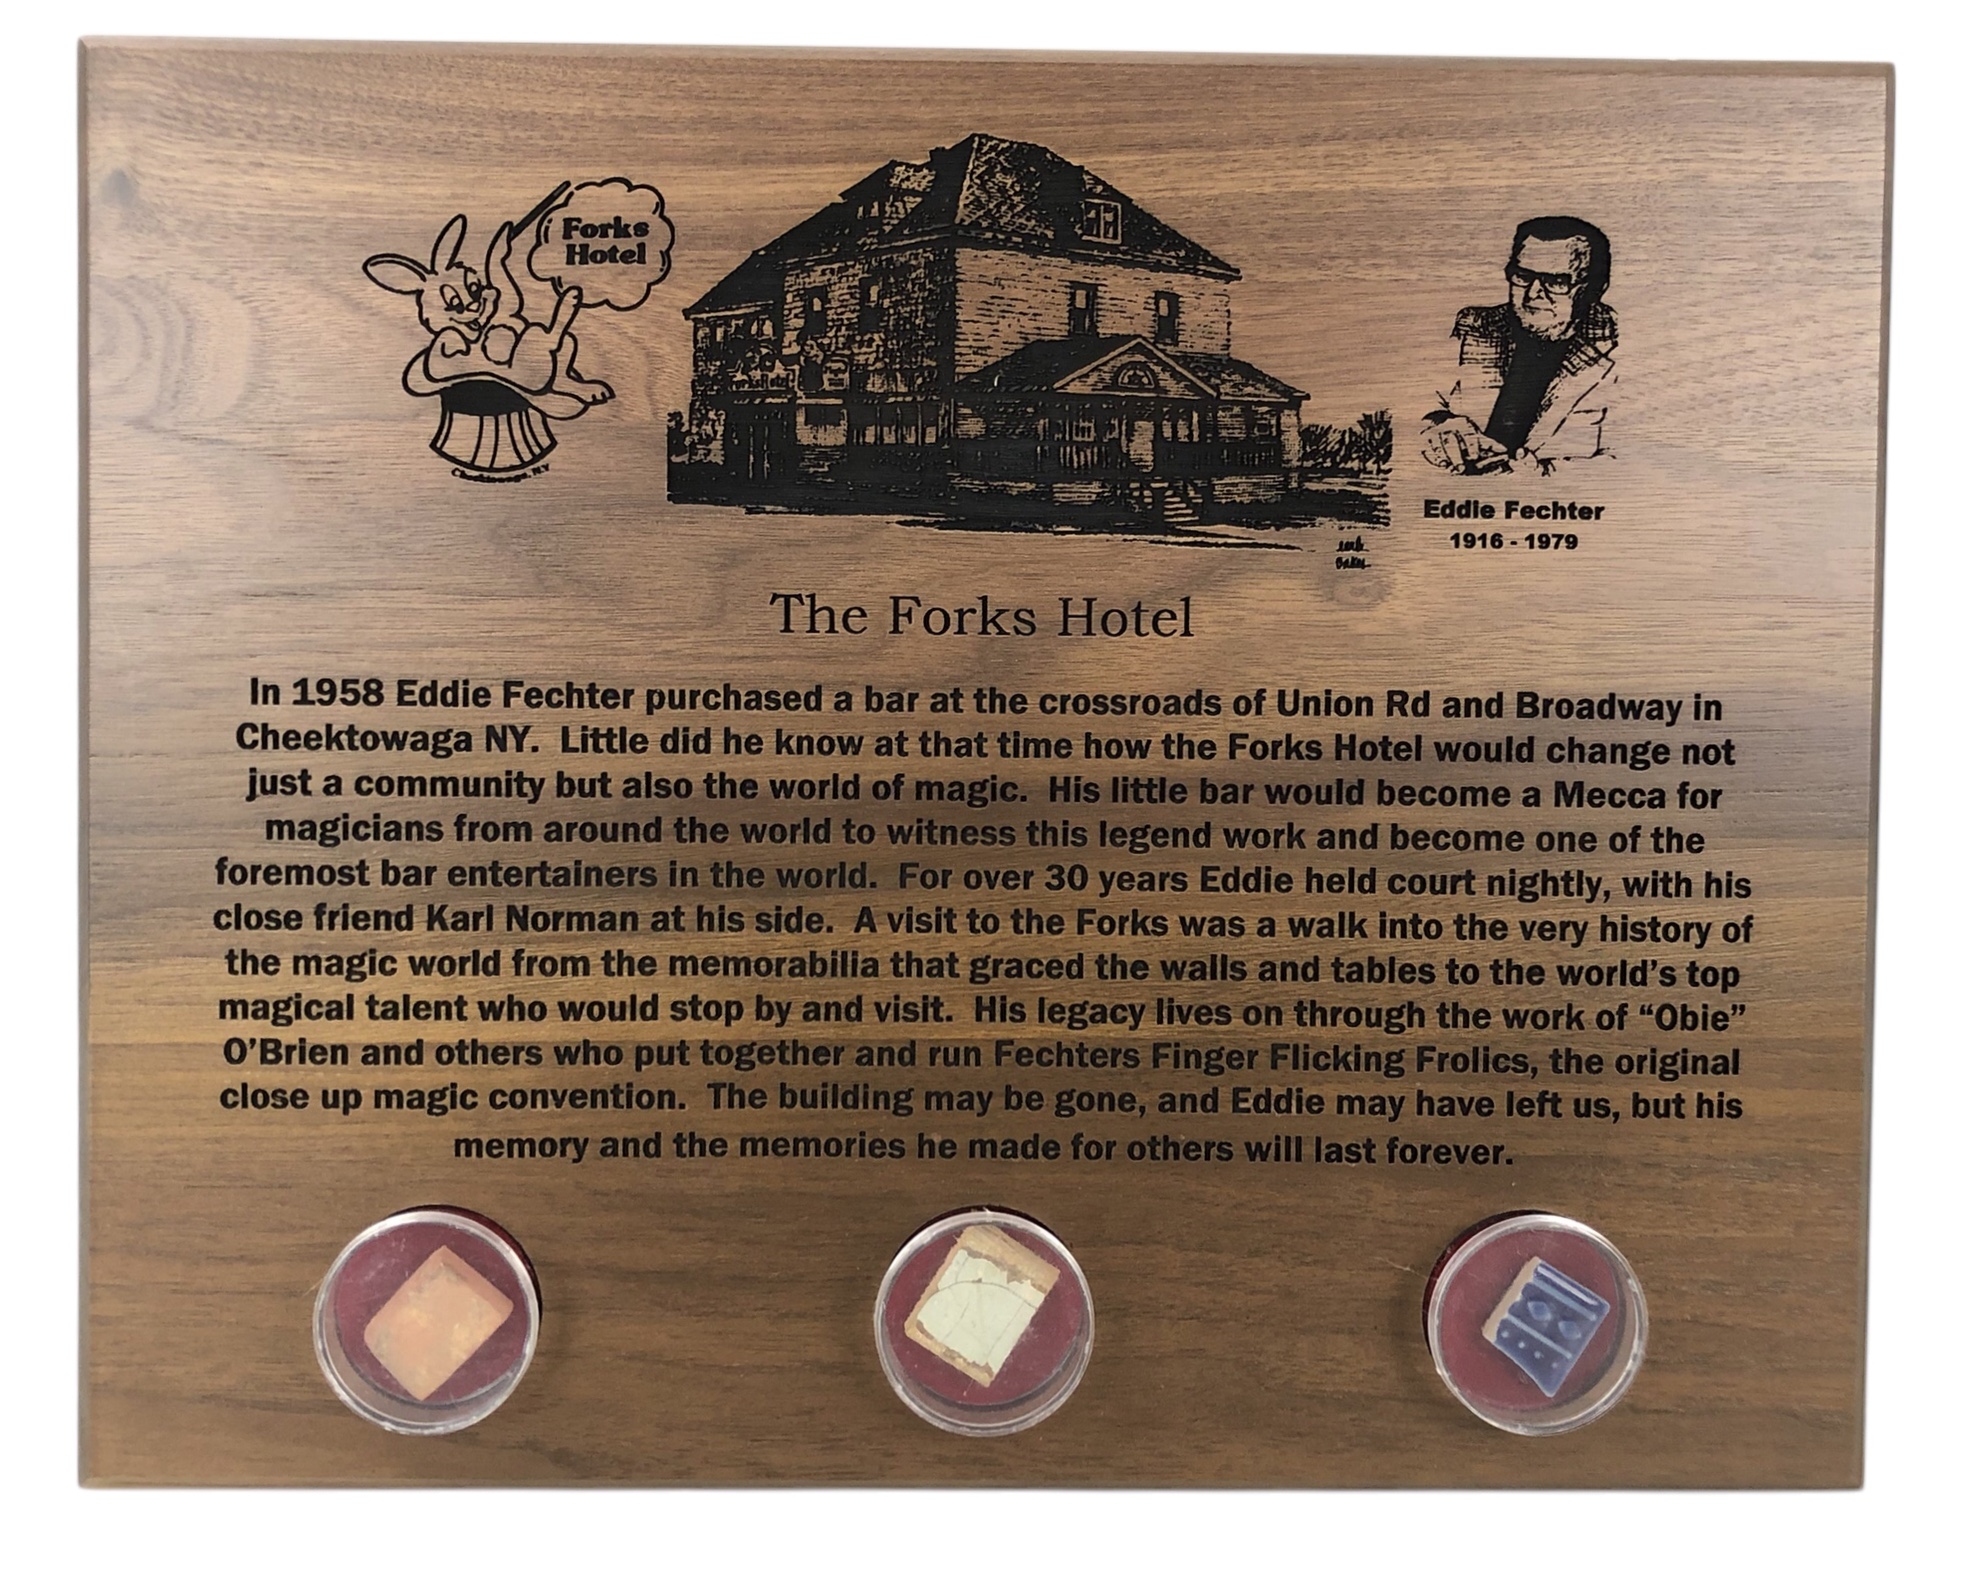 Forks
Hotel
Cheektowaga, N.Y
Eddie Fechter
1916 - 1979
The Forks Hotel
In 1958 Eddie Fechter purchased a bar at the crossroads of Union Rd and Broadway in
Cheektowaga NY. Little did he know at that time how the Forks Hotel would change not
just a community but also the world of magic. His little bar would become a Mecca for
magicians from around the world to witness this legend work and become one of the
foremost bar entertainers in the world. For over 30 years Eddie held court nightly, with his
close friend Karl Norman at his side. A visit to the Forks was a walk into the very history of
the magic world from the memorabilia that graced the walls and tables to the world's top
magical talent who would stop by and visit. His legacy lives on through the work of “Obie”
O'Brien and others who put together and run Fechters Finger Flicking Frolics, the original
close up magic convention. The building may be gone, and Eddie may have left us, but his
memory and the memories he made for others will last forever.